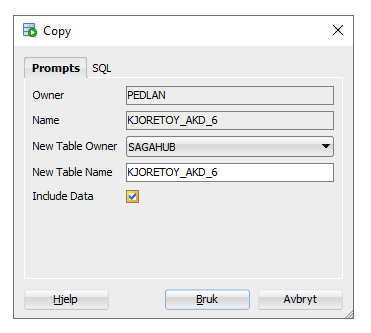 Copy
Prompts SQL
Owner PEDLAN
Name KJORETOY_AKD_6
New Table Owner SAGAHUB
New Table Name KJORETOY_AKD_6
Include Data
Hjelp Bruk Avbryt